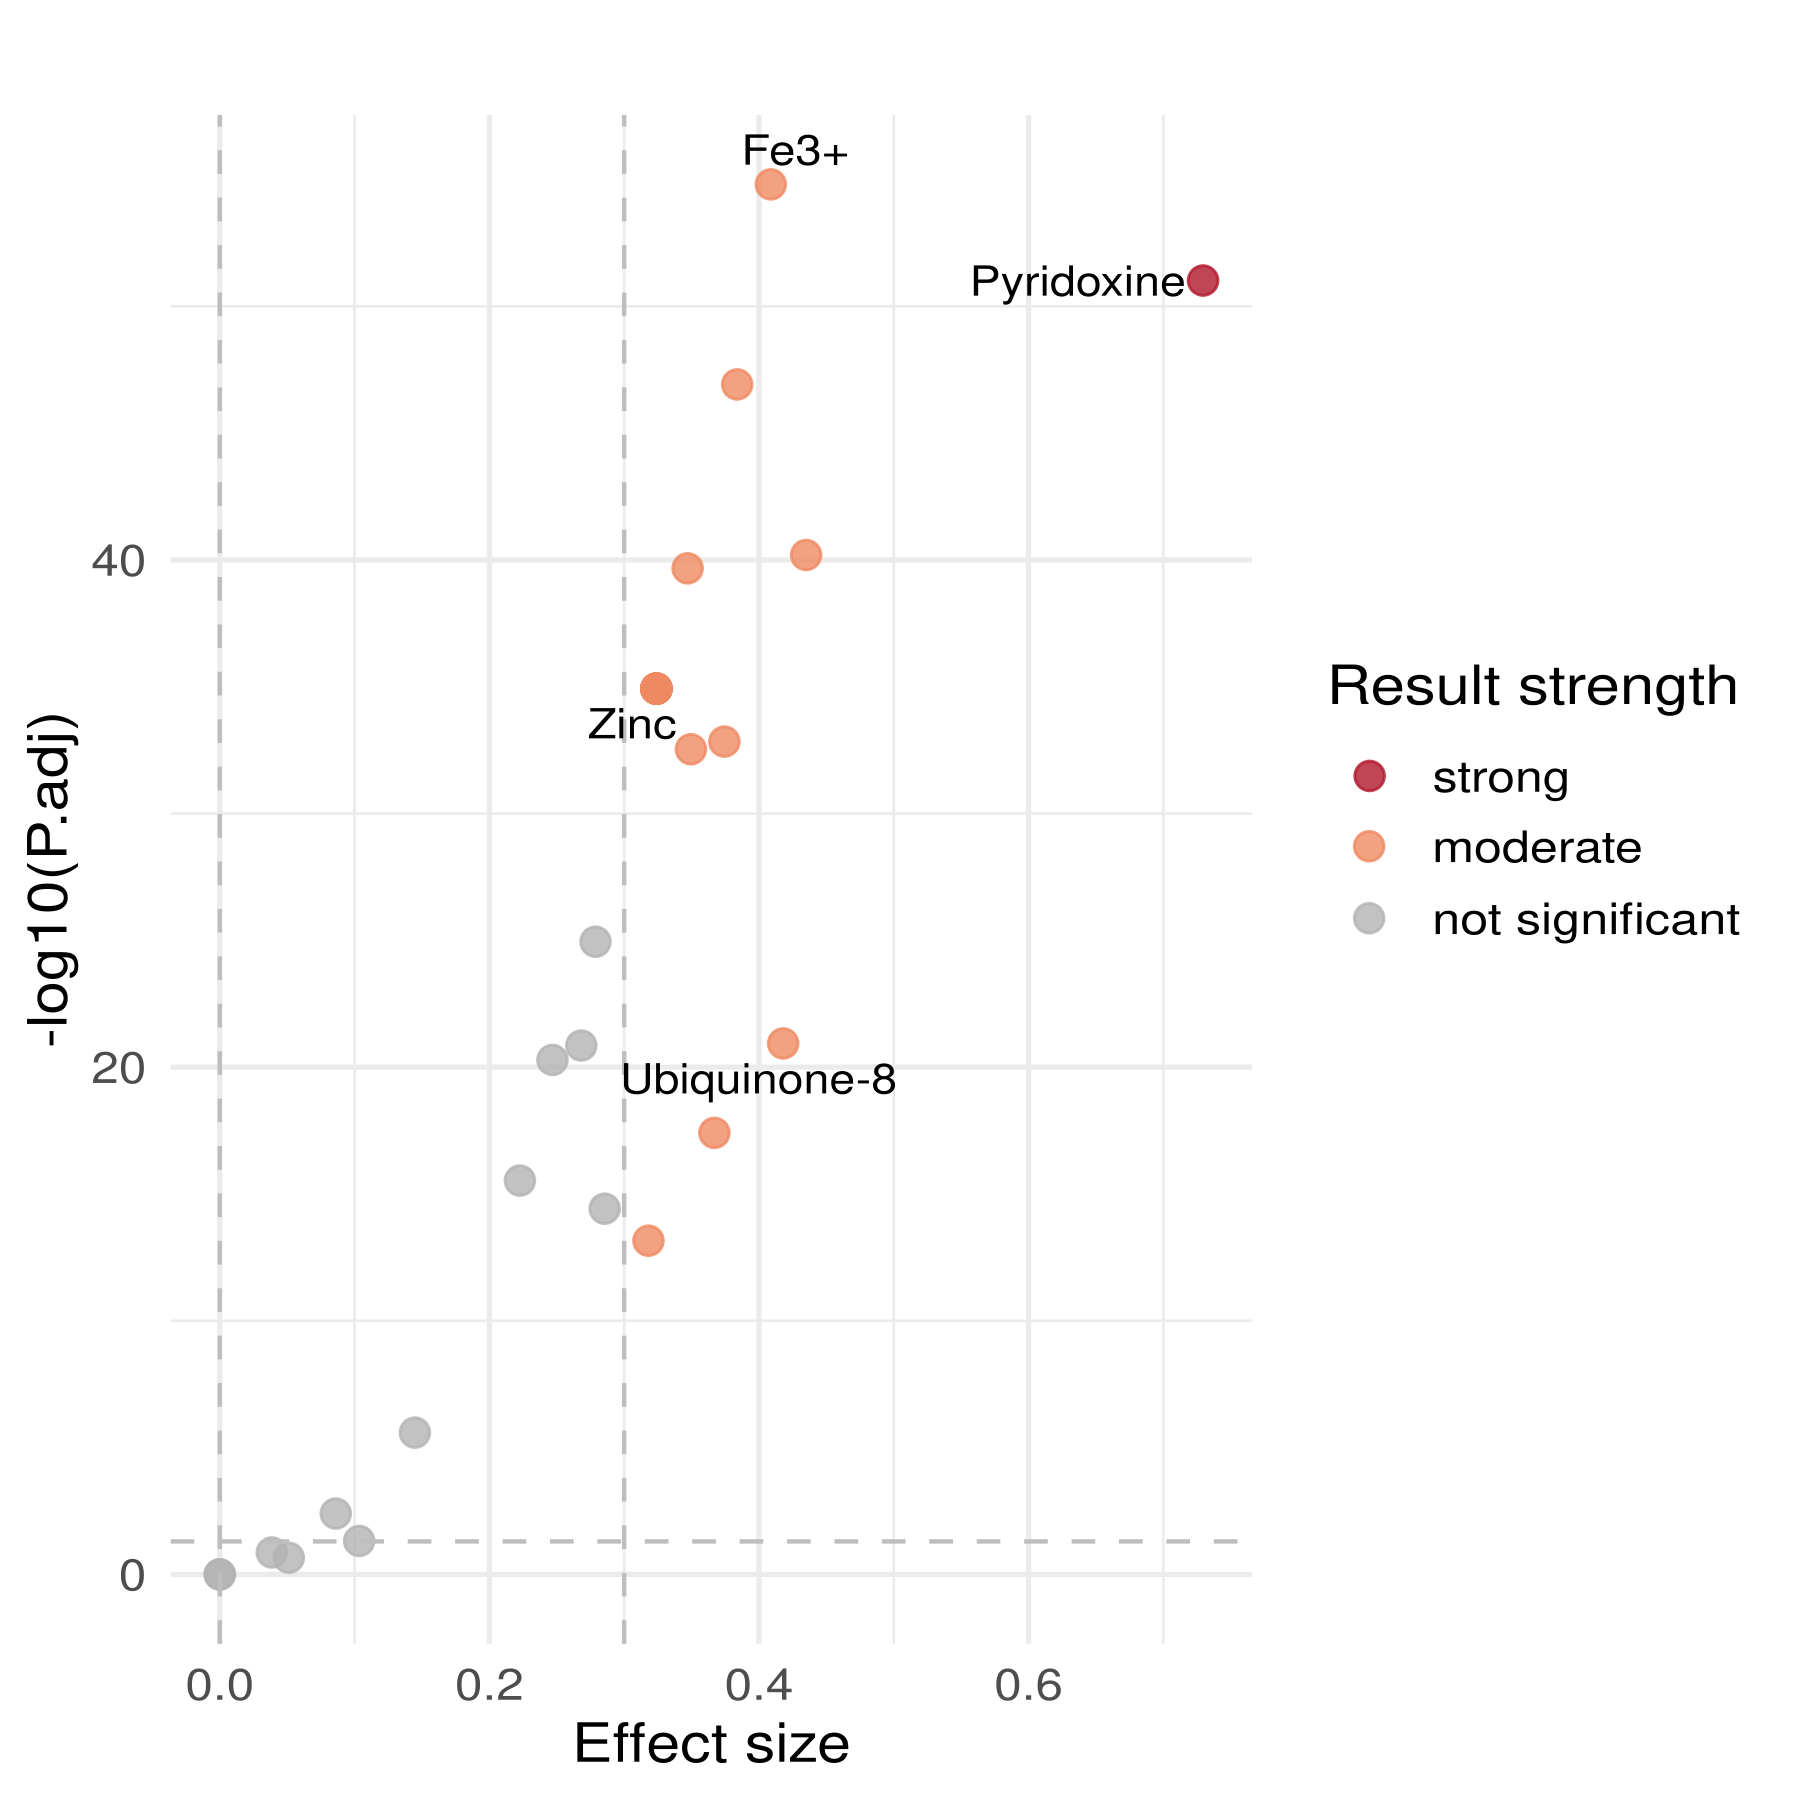 Fe3+
Pyridoxine
Zinc
Ubiquinone-8
40
20
0
-log10(P.adj)
0.0
0.2
0.4
0.6
Effect size
Result strength
strong
moderate
not significant